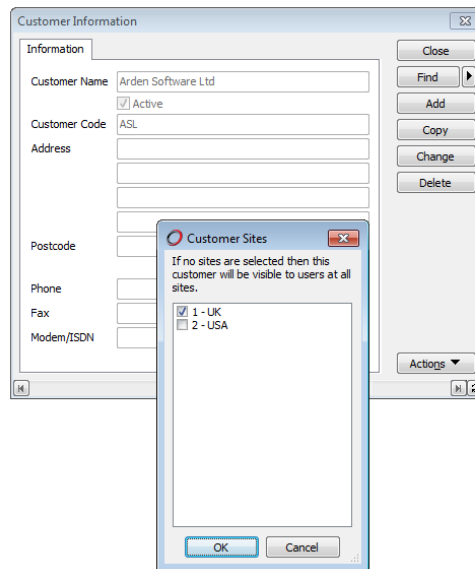 Customer Information
Information
Close
Customer Name Arden Software Ltd
Find
Active
Add
Customer Code ASL
Copy
Address
Change
Delete
Customer Sites
If no sites are selected then this
customer will be visible to users at all
sites.
Postcode
1 - UK
2 - USA
Phone
Fax
Modem/ISDN
Actions
OK Cancel